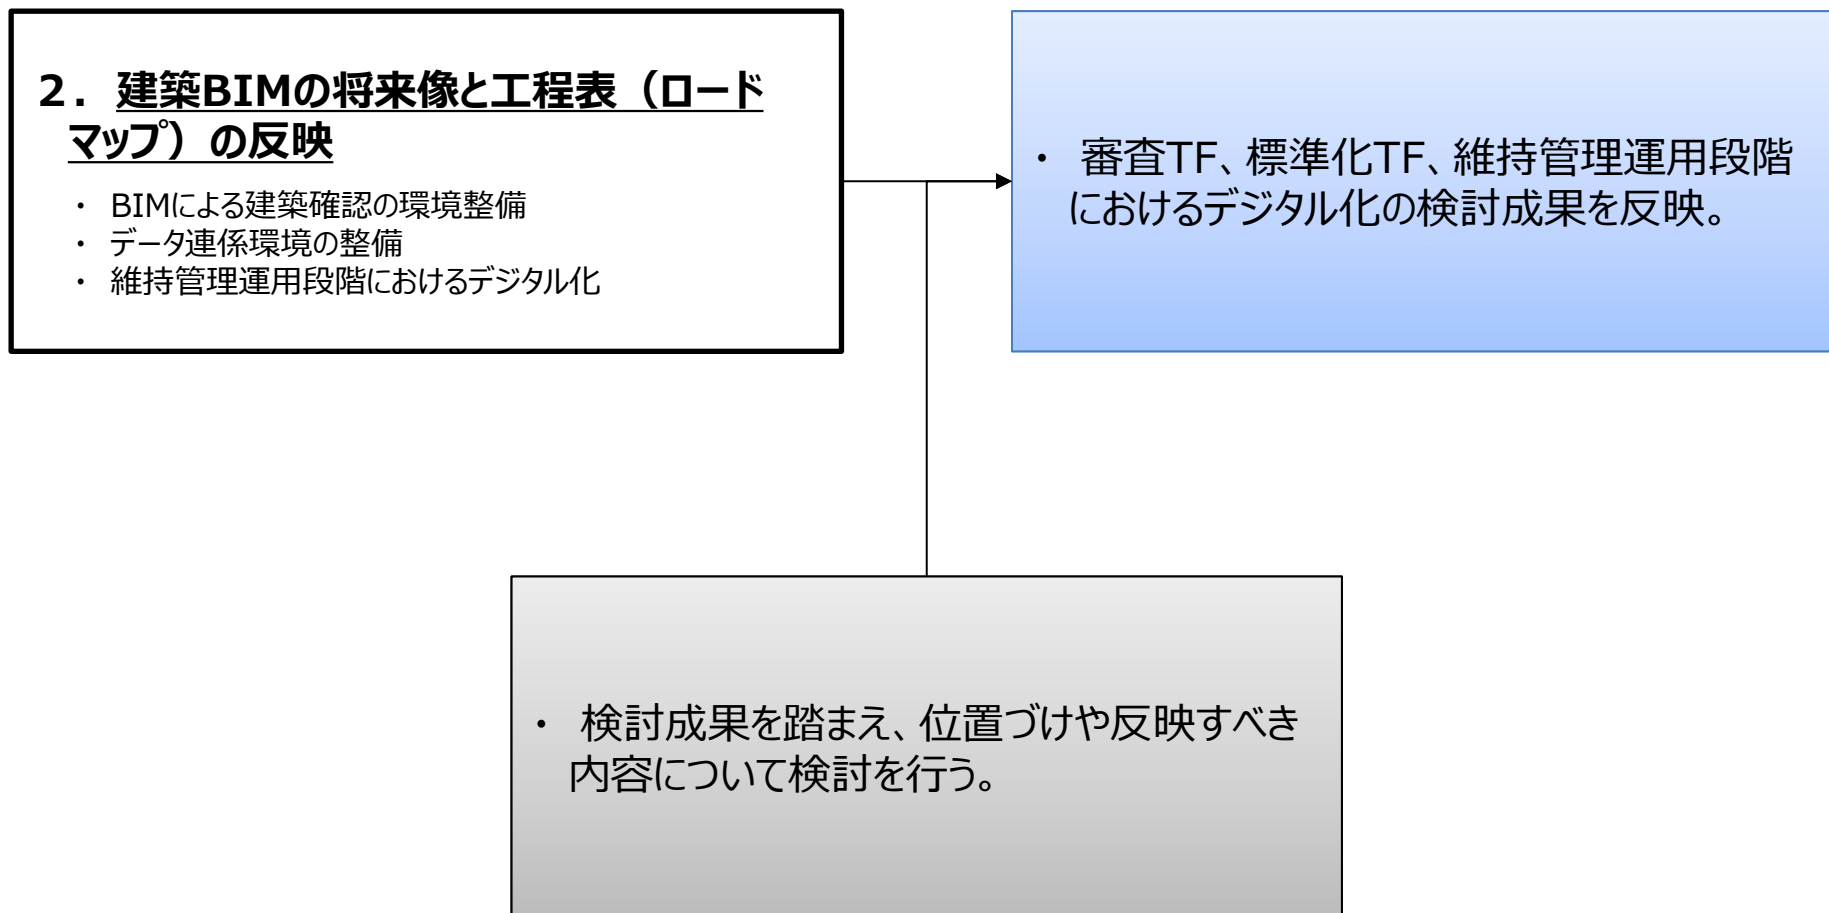 ２．建築BIMの将来像と工程表（ロード
マップ）の反映
・ BIMによる建築確認の環境整備
・ データ連係環境の整備
・ 維持管理運用段階におけるデジタル化
・ 審査TF、標準化TF、維持管理運用段階
におけるデジタル化の検討成果を反映。
・ 検討成果を踏まえ、位置づけや反映すべき
内容について検討を行う。